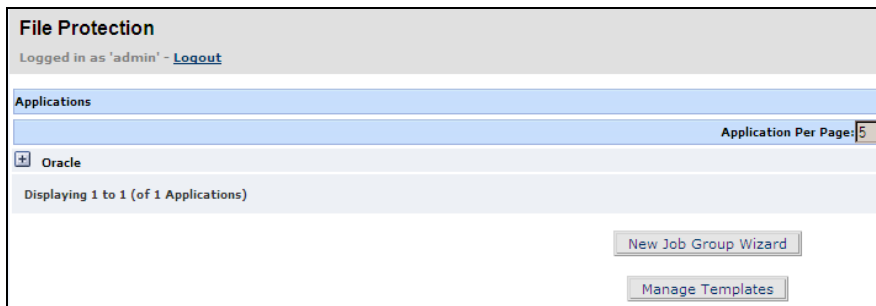 File Protection
Logged in as 'admin' - Logout
Applications
Application Per Page: 5
Oracle
Displaying 1 to 1 (of 1 Applications)
New Job Group Wizard
Manage Templates